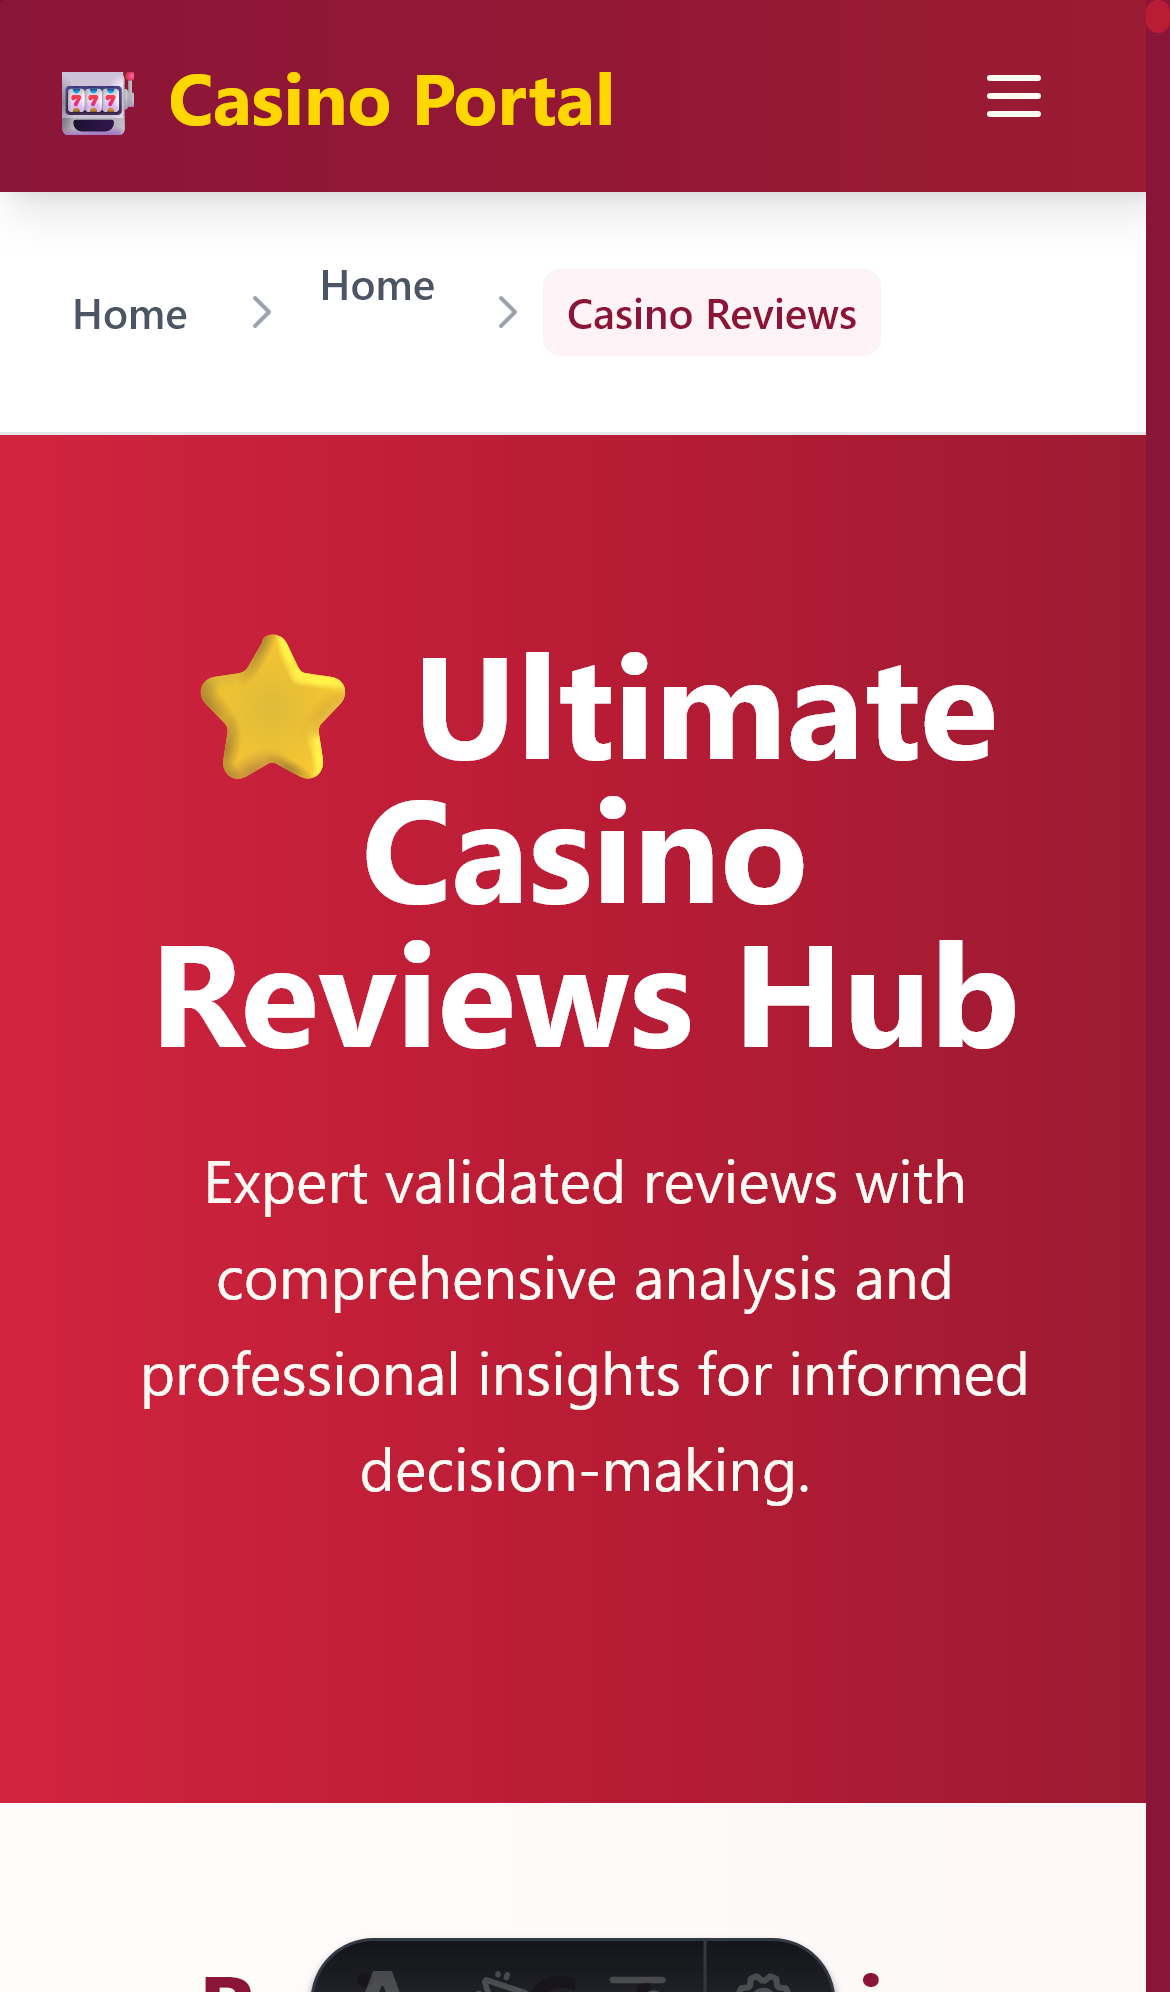 777
Casino Portal
Home
Home
Casino Reviews
Ultimate
Casino
Reviews Hub
Expert validated reviews with
comprehensive analysis and
professional insights for informed
decision-making.